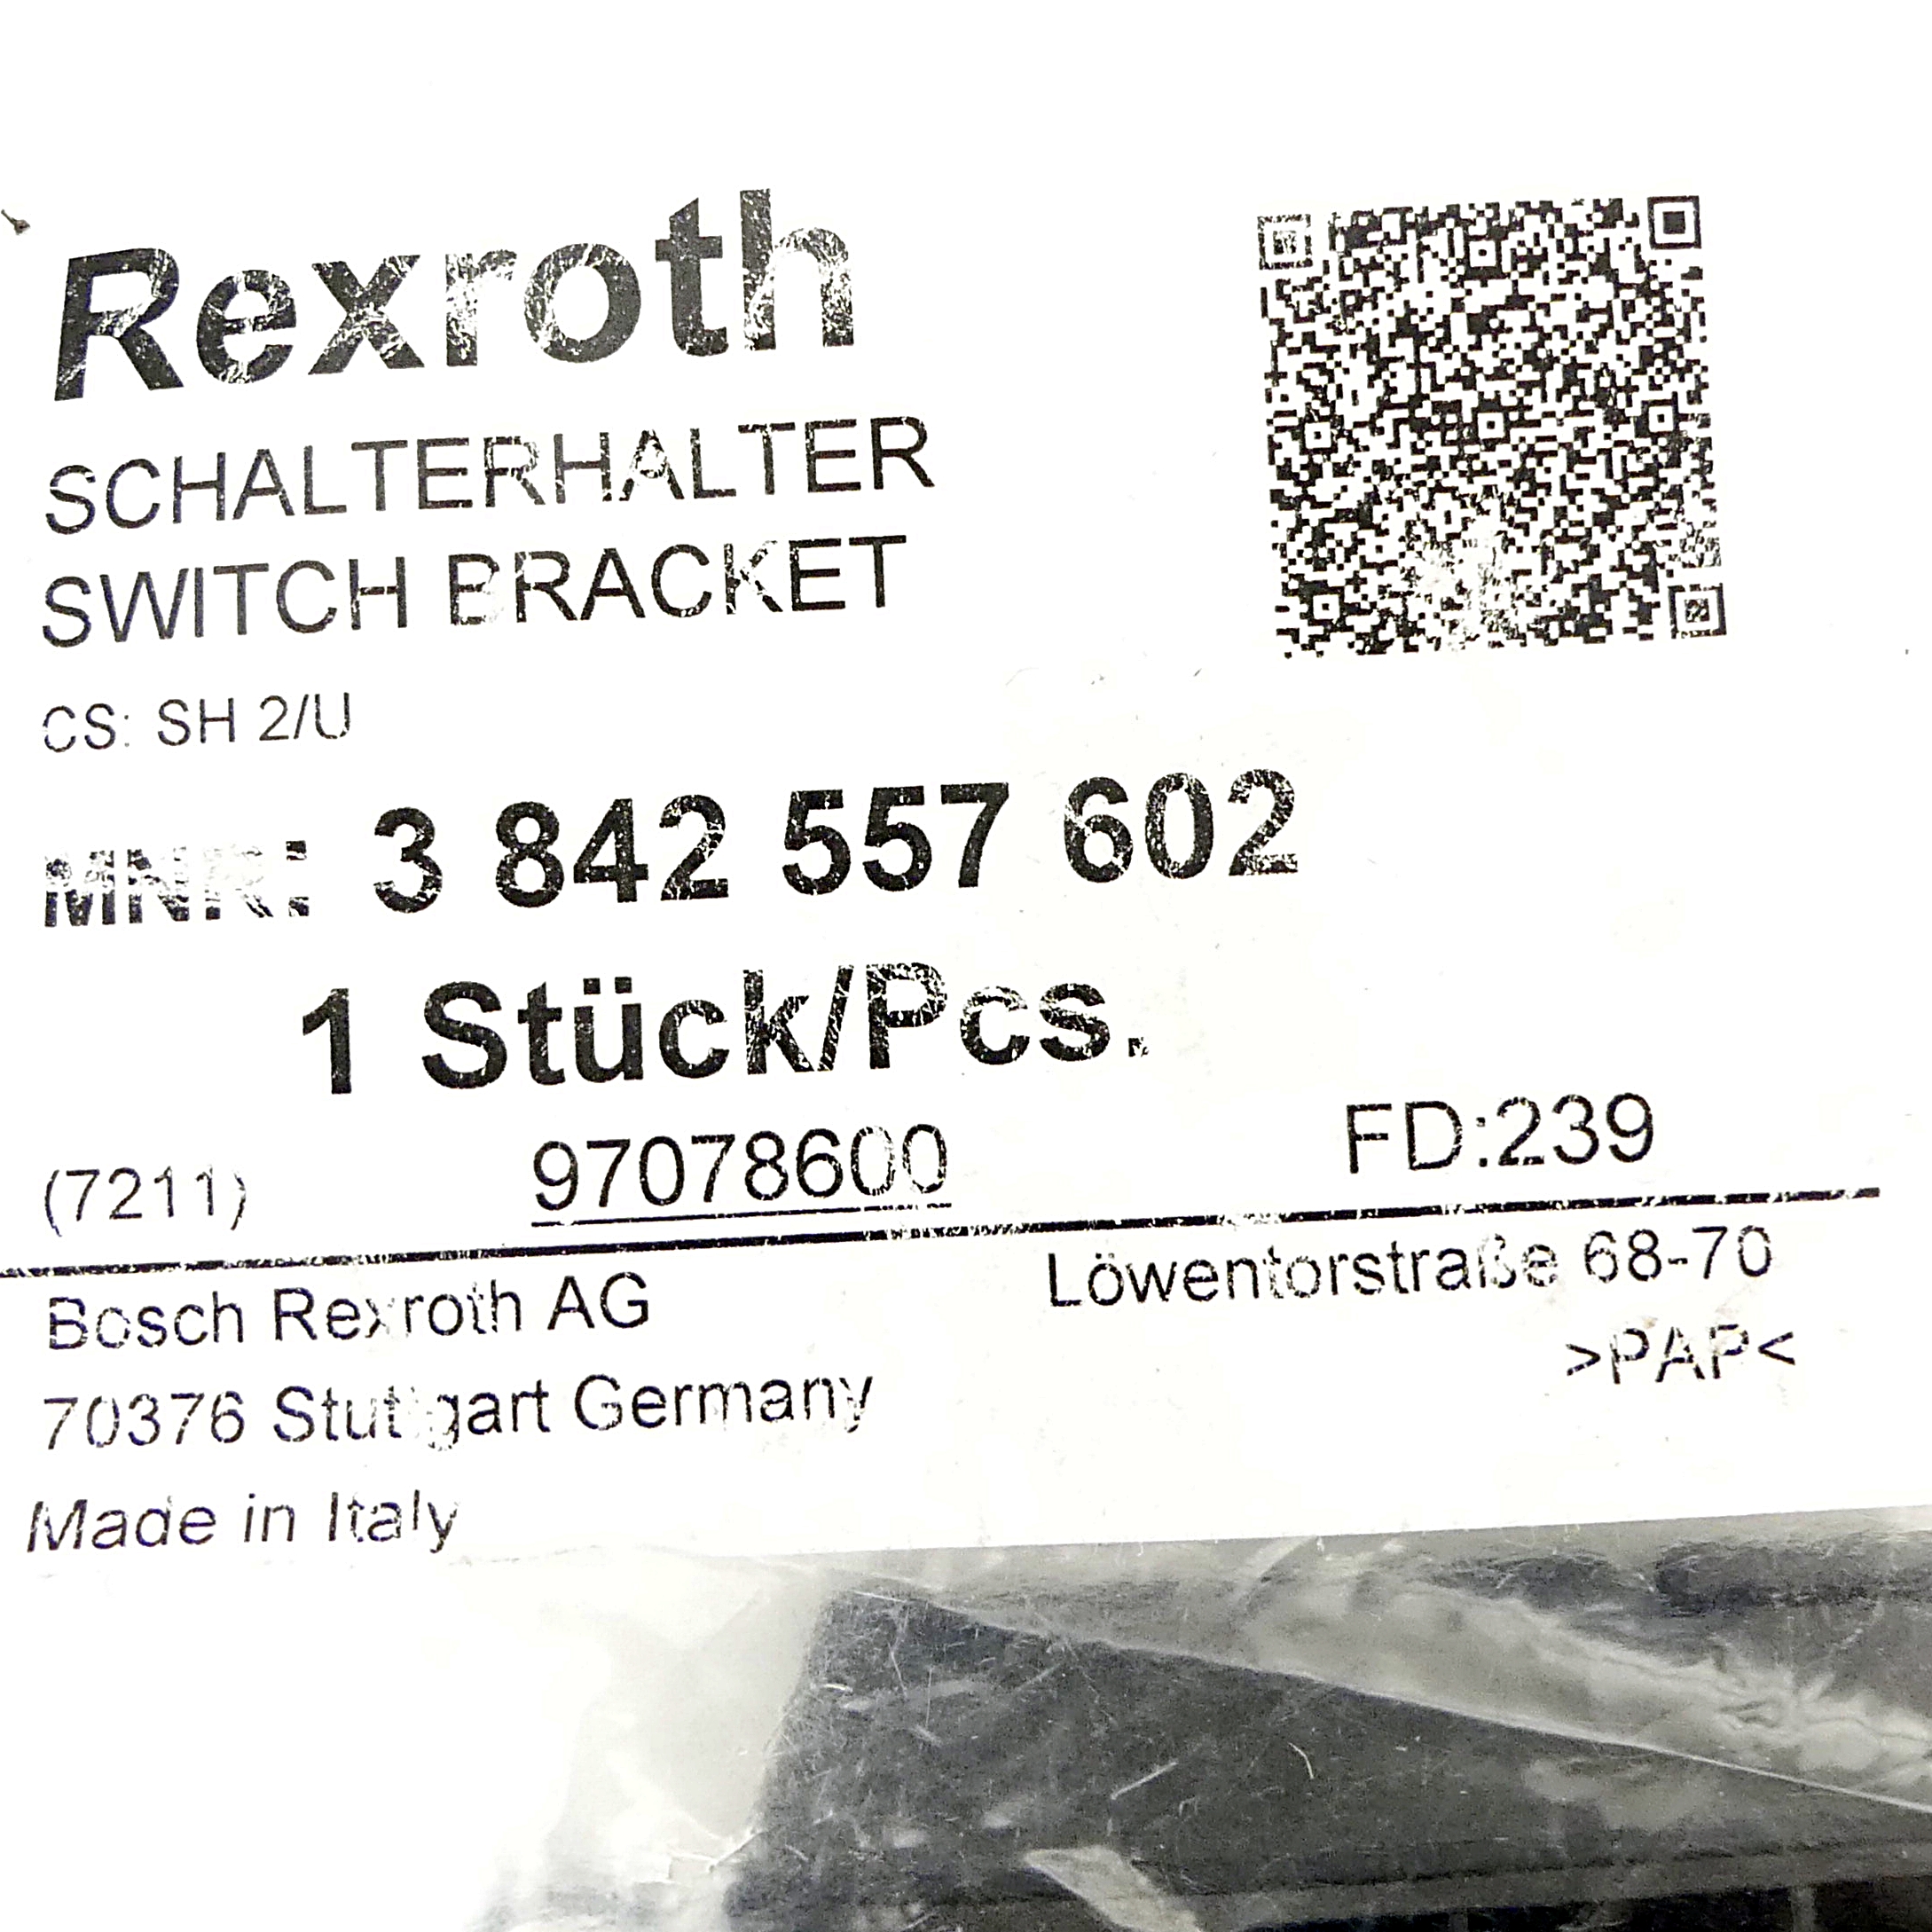 Rexroth
SCHALTERHALTER
SWITCH BRACKET
CS: SH 2/U
MNR: 3 842 557 602
1 Stück/Pcs.
(7211) 97078600 FD:239
Bosch Rexroth AG Löwentorstraße 68-70
>PAP<
70376 Stuttgart Germany
Made in Italy